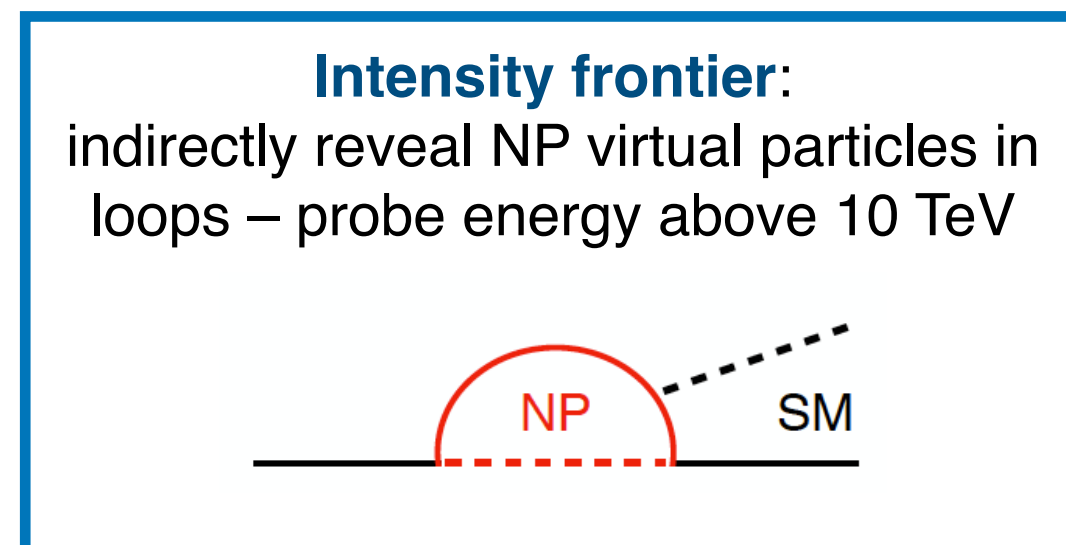 Intensity frontier:
indirectly reveal NP virtual particles in
loops – probe energy above 10 TeV
NP
SM